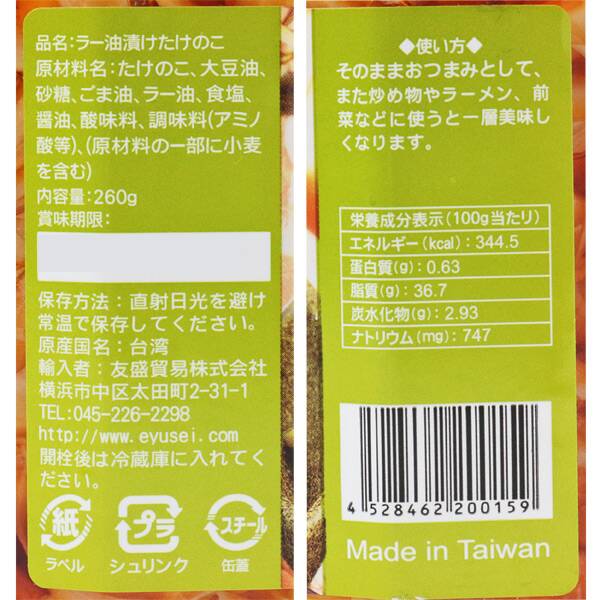 品名:ラー油漬けたけのこ
原材料名:たけのこ、大豆油、
砂糖、ごま油、ラー油、食塩、
醤油、酸味料、調味料(アミノ
酸等)、(原材料の一部に小麦
を含む)
内容量:260g
賞味期限:
保存方法：直射日光を避け
常温で保存してください。
原産国名：台湾
輸入者：友盛貿易株式会社
横浜市中区太田町2-31-1
TEL:045-226-2298
http://www.eyusei.com
開栓後は冷蔵庫に入れてく
ださい。
紙
ラベル
プラ
シュリンク
スチール
缶蓋
◆使い方◆
そのままおつまみとして、
また炒め物やラーメン、前
菜などに使うと一層美味し
くなります。
栄養成分表示(100g当たり)
エネルギー(kcal):344.5
蛋白質(g):0.63
脂質(g):36.7
炭水化物(g):2.93
ナトリウム(mg):747
4 528462 200159
Made in Taiwan